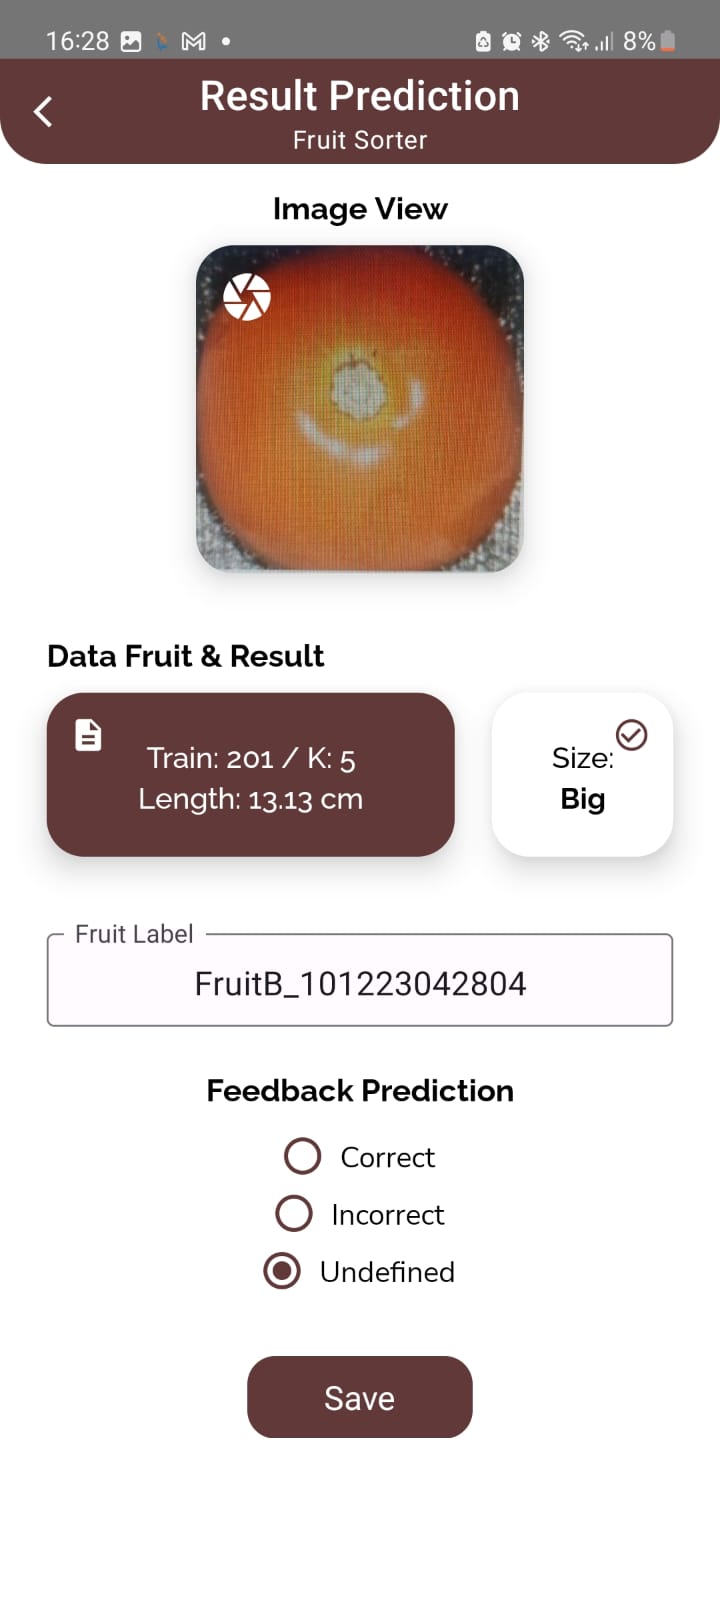 16:28
8%
Result Prediction
Fruit Sorter
Image View
Data Fruit & Result
Train: 201 / K: 5
Length: 13.13 cm
Size:
Big
Fruit Label
FruitB_101223042804
Feedback Prediction
Correct
Incorrect
Undefined
Save